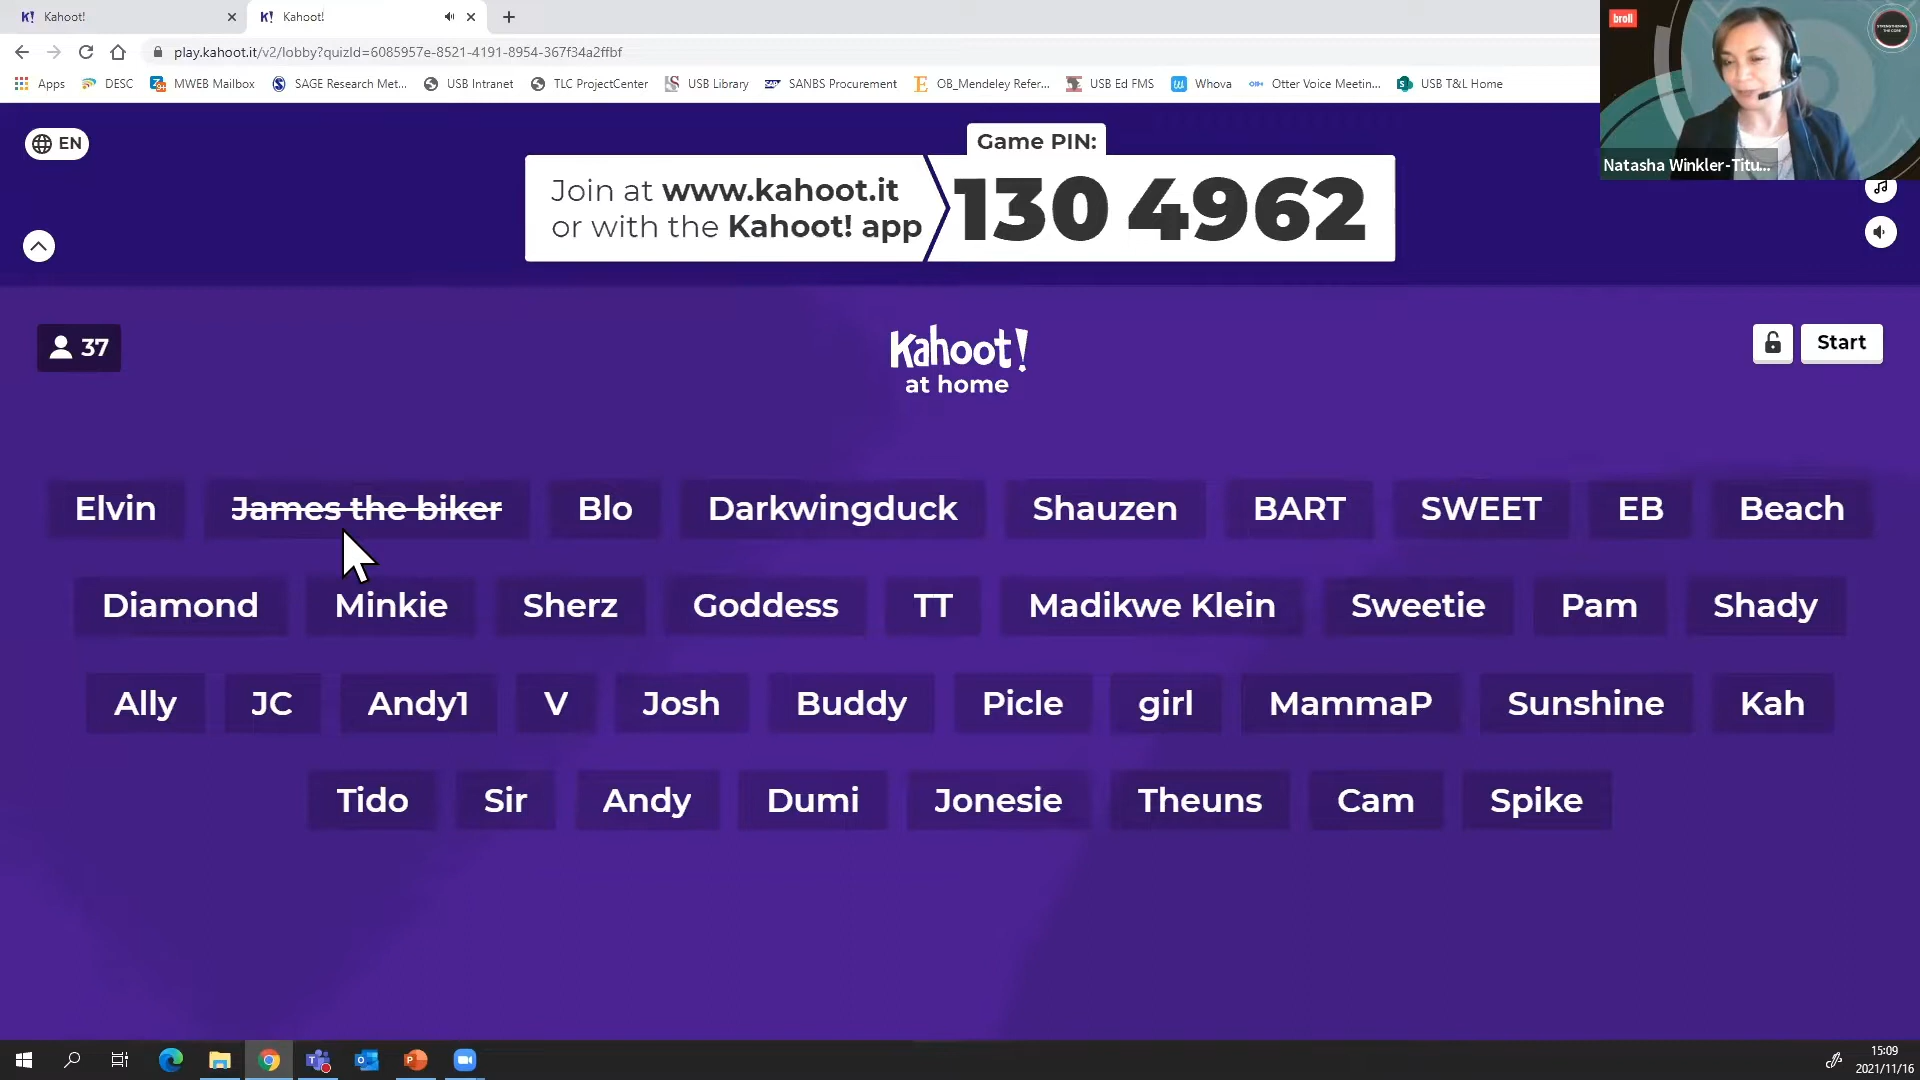 Kahoot!
Kahoot!
play.kahoot.it/v2/lobby?quizId=6085957e-8521-4191-8954-367f34a2ffbf
Apps DESC MWEB Mailbox SAGE Research Met... USB Intranet TLC ProjectCenter USB Library SANBS Procurement OB_Mendeley Refer... USB Ed FMS Whova Otter Voice Meetin... USB T&L Home
broll
STRENGTHENING
THE CORE
Natasha Winkler-Titu...
EN
Game PIN:
Join at www.kahoot.it
or with the Kahoot! app
130 4962
37
Kahoot!
at home
Start
Elvin James the biker Blo Darkwingduck Shauzen BART SWEET EB Beach
Diamond Minkie Sherz Goddess TT Madikwe Klein Sweetie Pam Shady
Ally JC Andy1 V Josh Buddy Picle girl MammaP Sunshine Kah
Tido Sir Andy Dumi Jonesie Theuns Cam Spike
15:09
2021/11/16